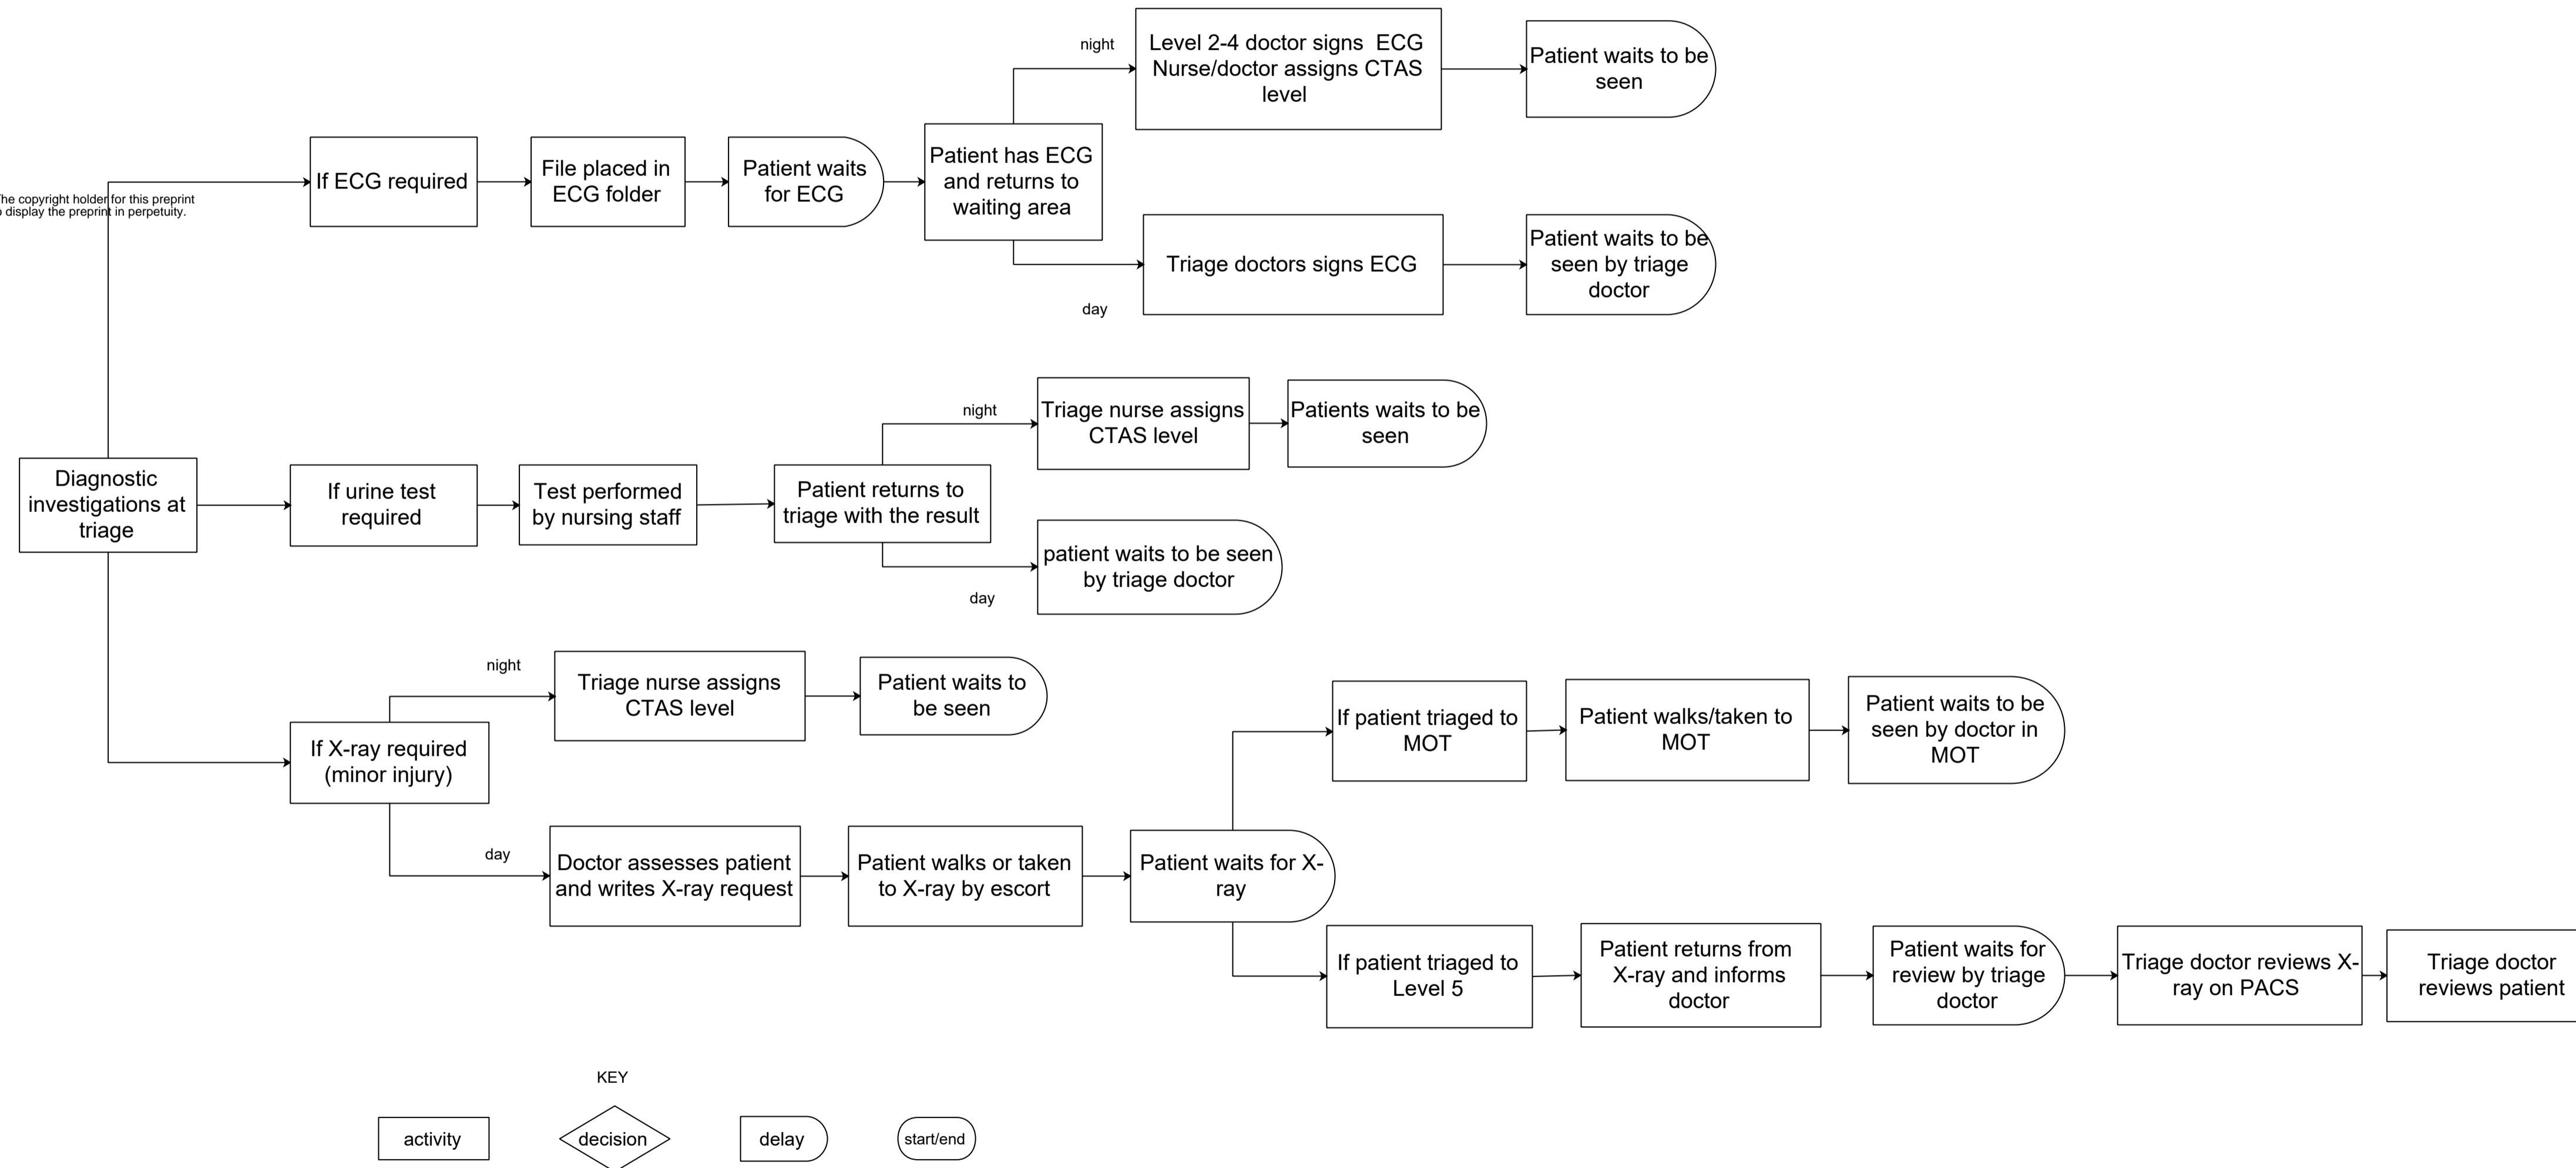 night
Level 2-4 doctor signs  ECG
Nurse/doctor assigns CTAS
level
Patient waits to be
seen
If ECG required
File placed in
ECG folder
Patient waits
for ECG
Patient has ECG
and returns to
waiting area
he copyright holder for this preprint
display the preprint in perpetuity.
Triage doctors signs ECG
Patient waits to be
seen by triage
doctor
day
night
Triage nurse assigns
CTAS level
Patients waits to be
seen
Diagnostic
investigations at
triage
If urine test
required
Test performed
by nursing staff
Patient returns to
triage with the result
patient waits to be seen
by triage doctor
day
night
Triage nurse assigns
CTAS level
Patient waits to
be seen
If X-ray required
(minor injury)
If patient triaged to
MOT
Patient walks/taken to
MOT
Patient waits to be
seen by doctor in
MOT
day
Doctor assesses patient
and writes X-ray request
Patient walks or taken
to X-ray by escort
Patient waits for X-
ray
If patient triaged to
Level 5
Patient returns from
X-ray and informs
doctor
Patient waits for
review by triage
doctor
Triage doctor reviews X-
ray on PACS
Triage doctor
reviews patient
KEY
activity
decision
delay
start/end